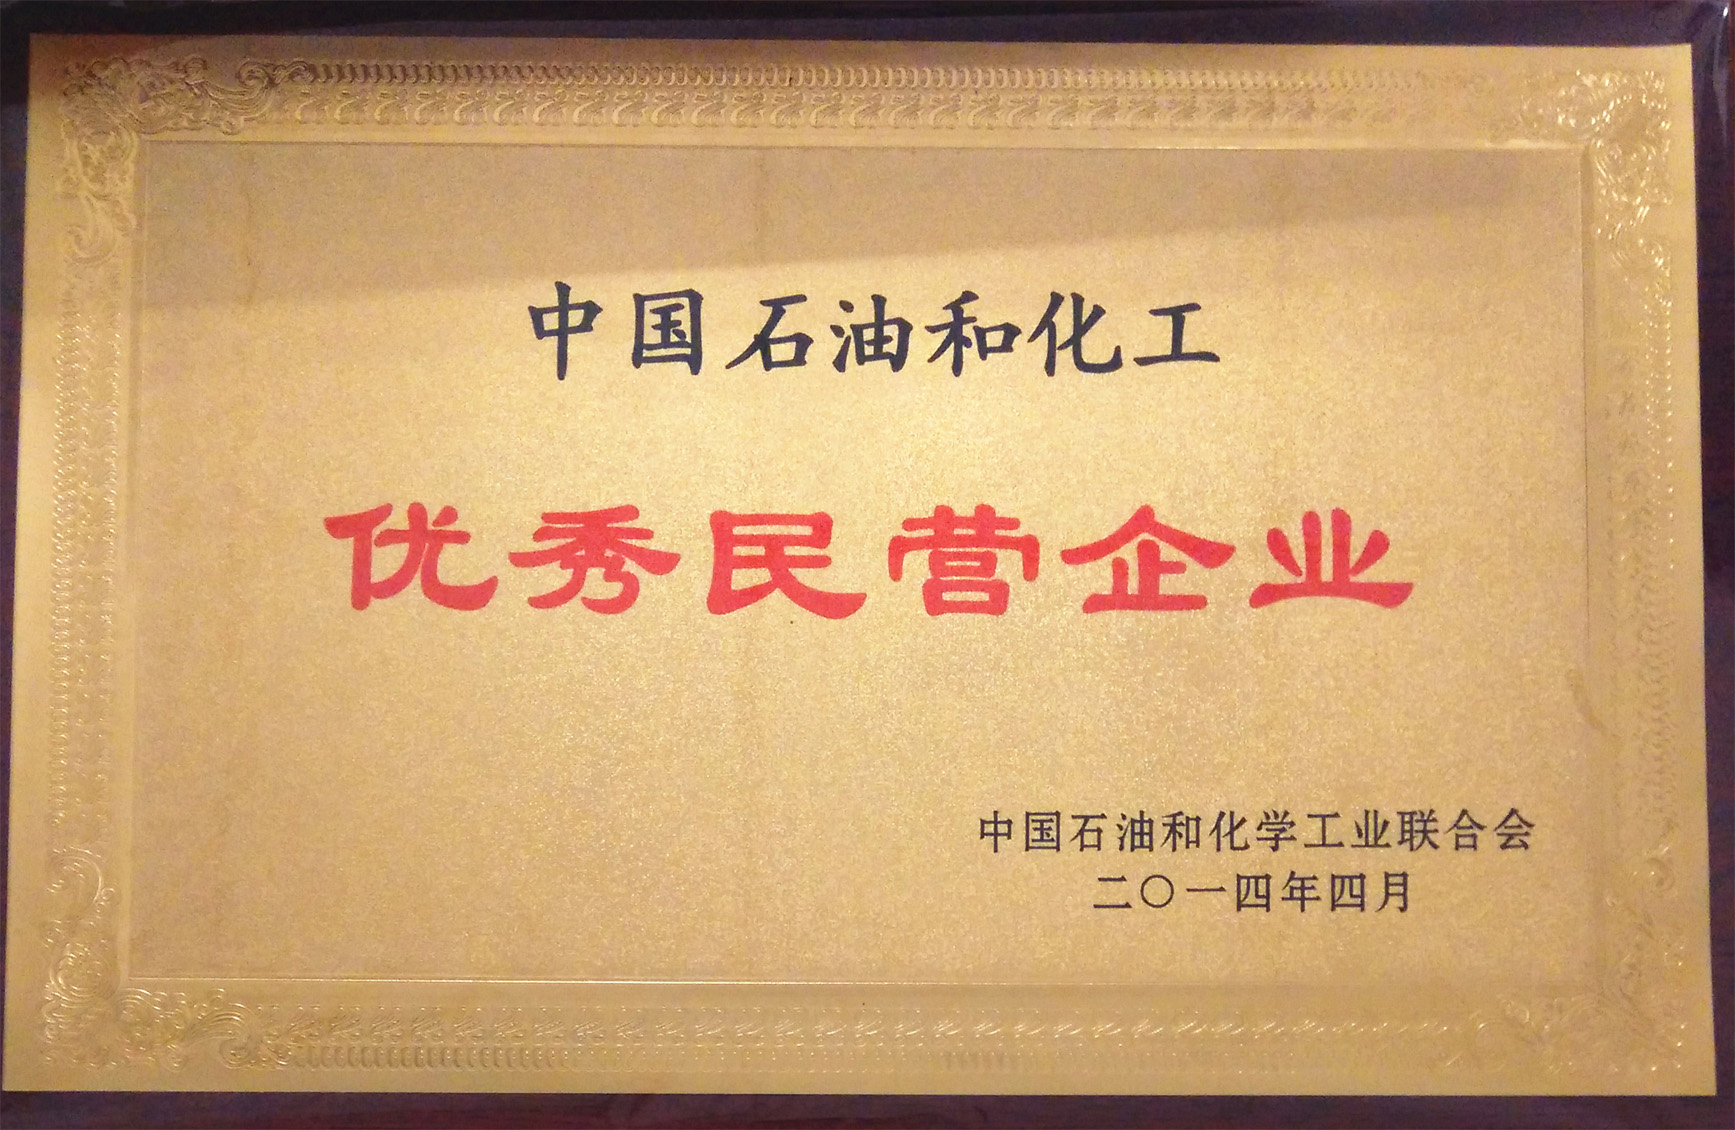 中国石油和化工
优秀民营企业
中国石油和化学工业联合会
二〇一四年四月